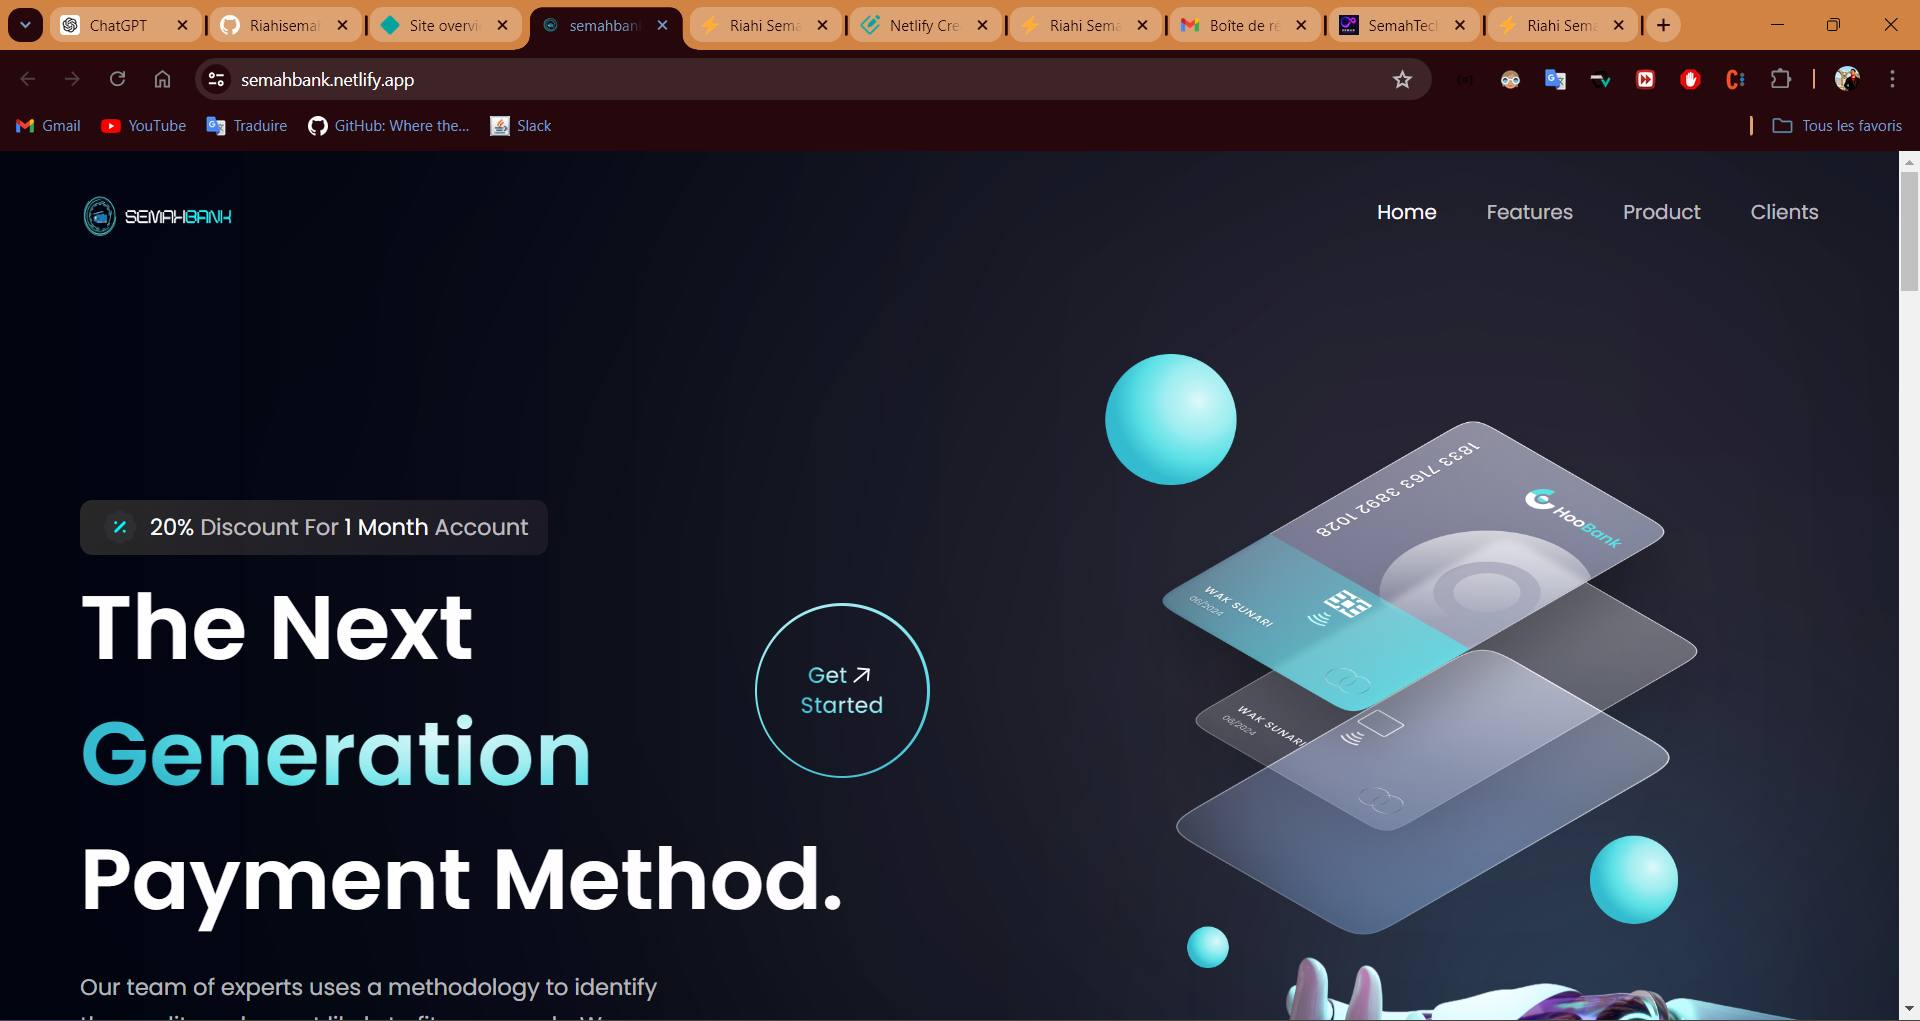 ChatGPT
Riahisemah
Site overvi
semahban
Riahi Sema
Netlify Cre
Riahi Sema
Boîte de ré
SemahTec
Riahi Sema
semahbank.netlify.app
Gmail
YouTube
Traduire
GitHub: Where the...
Slack
Tous les favoris
SEMAHBANK
Home
Features
Product
Clients
20% Discount For 1 Month Account
The Next
Generation
Payment Method.
Get
Started
Our team of experts uses a methodology to identify
1833 7163 3892 1028
HooBank
WAK SUNARI
06/2024
WAK SUNARI
06/2024